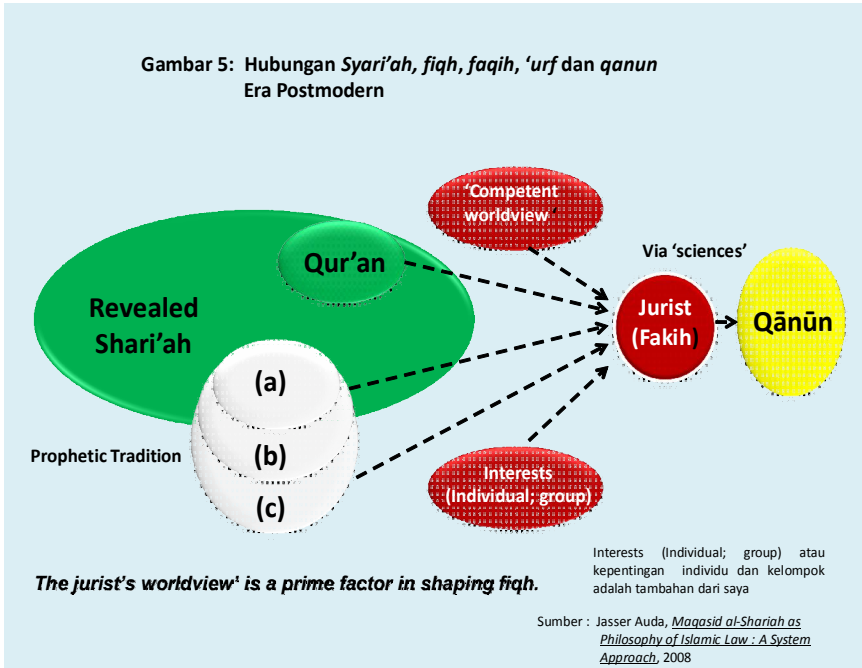 Gambar 5: Hubungan Syari'ah, fiqh, faqih, 'urf dan qanun
Era Postmodern
'Competent
worldview '
Via 'sciences'
Qur'an
Revealed
Shari'ah
Jurist
(Fakih)
Qānūn
(a)
Prophetic Tradition
(b)
(c)
Interests
(Individual; group)
The jurist's worldview¹ is a prime factor in shaping fiqh.
Interests (Individual; group) atau
kepentingan individu dan kelompok
adalah tambahan dari saya
Sumber : Jasser Auda, Maqasid al-Shariah as
Philosophy of Islamic Law : A System
Approach, 2008